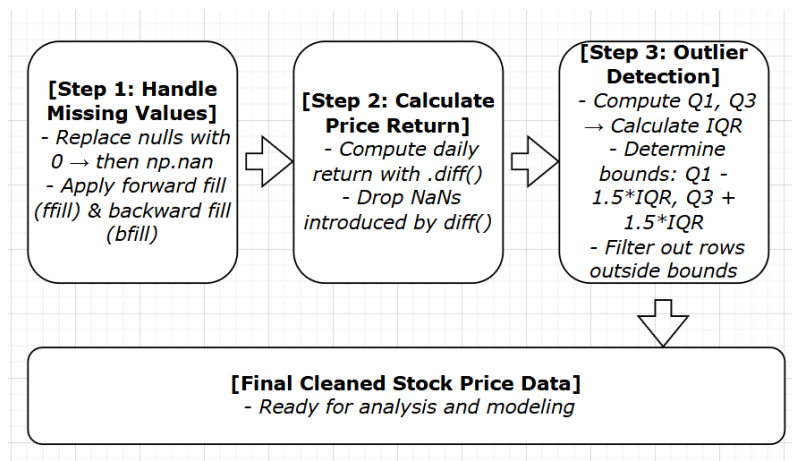 [Step 1: Handle
Missing Values]
- Replace nulls with
0 → then np.nan
- Apply forward fill
(ffill) & backward fill
(bfill)
[Step 2: Calculate
Price Return]
- Compute daily
return with .diff()
- Drop NaNs
introduced by diff()
[Step 3: Outlier
Detection]
- Compute Q1, Q3
→ Calculate IQR
- Determine
bounds: Q1 -
1.5*IQR, Q3 +
1.5*IQR
- Filter out rows
outside bounds
[Final Cleaned Stock Price Data]
- Ready for analysis and modeling